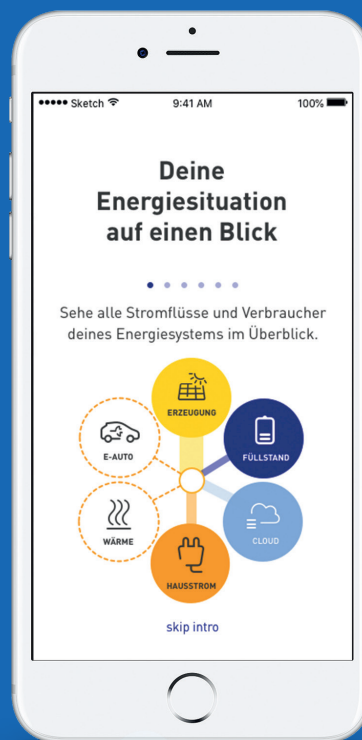 Sketch 9:41 AM 100%
Deine
Energiesituation
auf einen Blick
Sehe alle Stromflüsse und Verbraucher
deines Energiesystems im Überblick.
ERZEUGUNG
E-AUTO
FÜLLSTAND
WÄRME
CLOUD
HAUSSTROM
skip intro